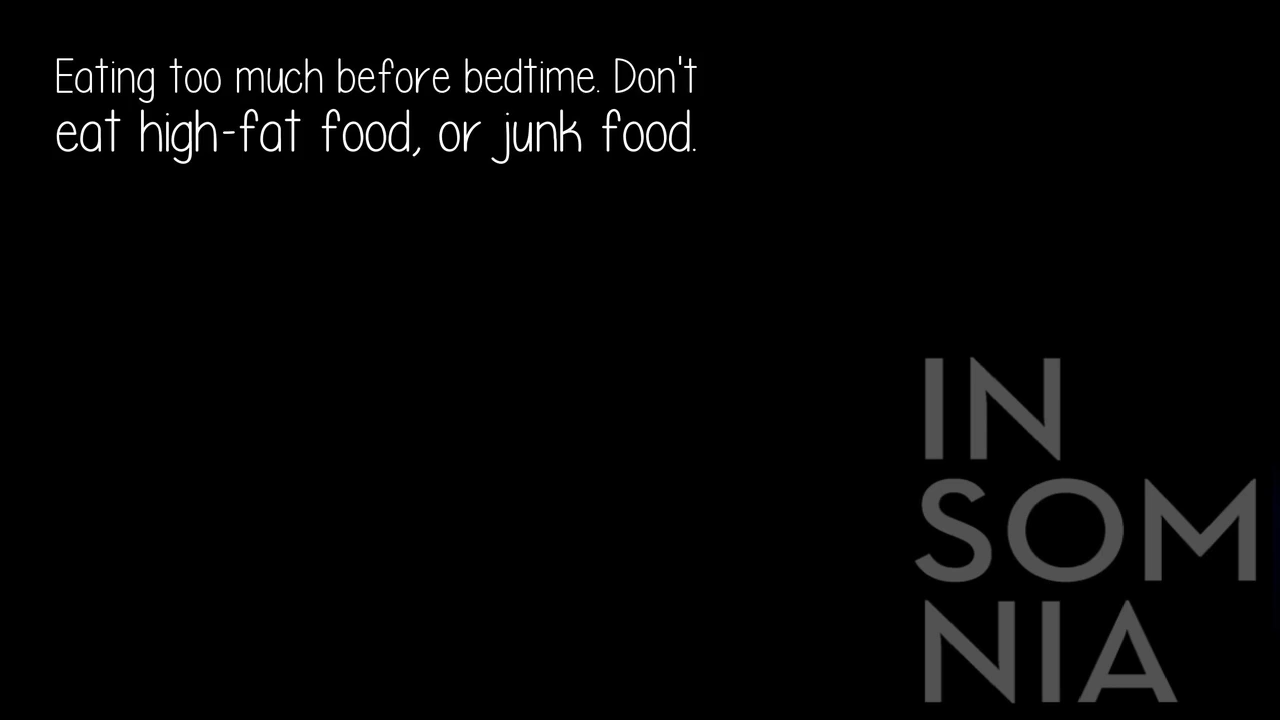 Eating too much before bedtime. Don't
eat high-fat food, or junk food.
IN
SOM
NIA